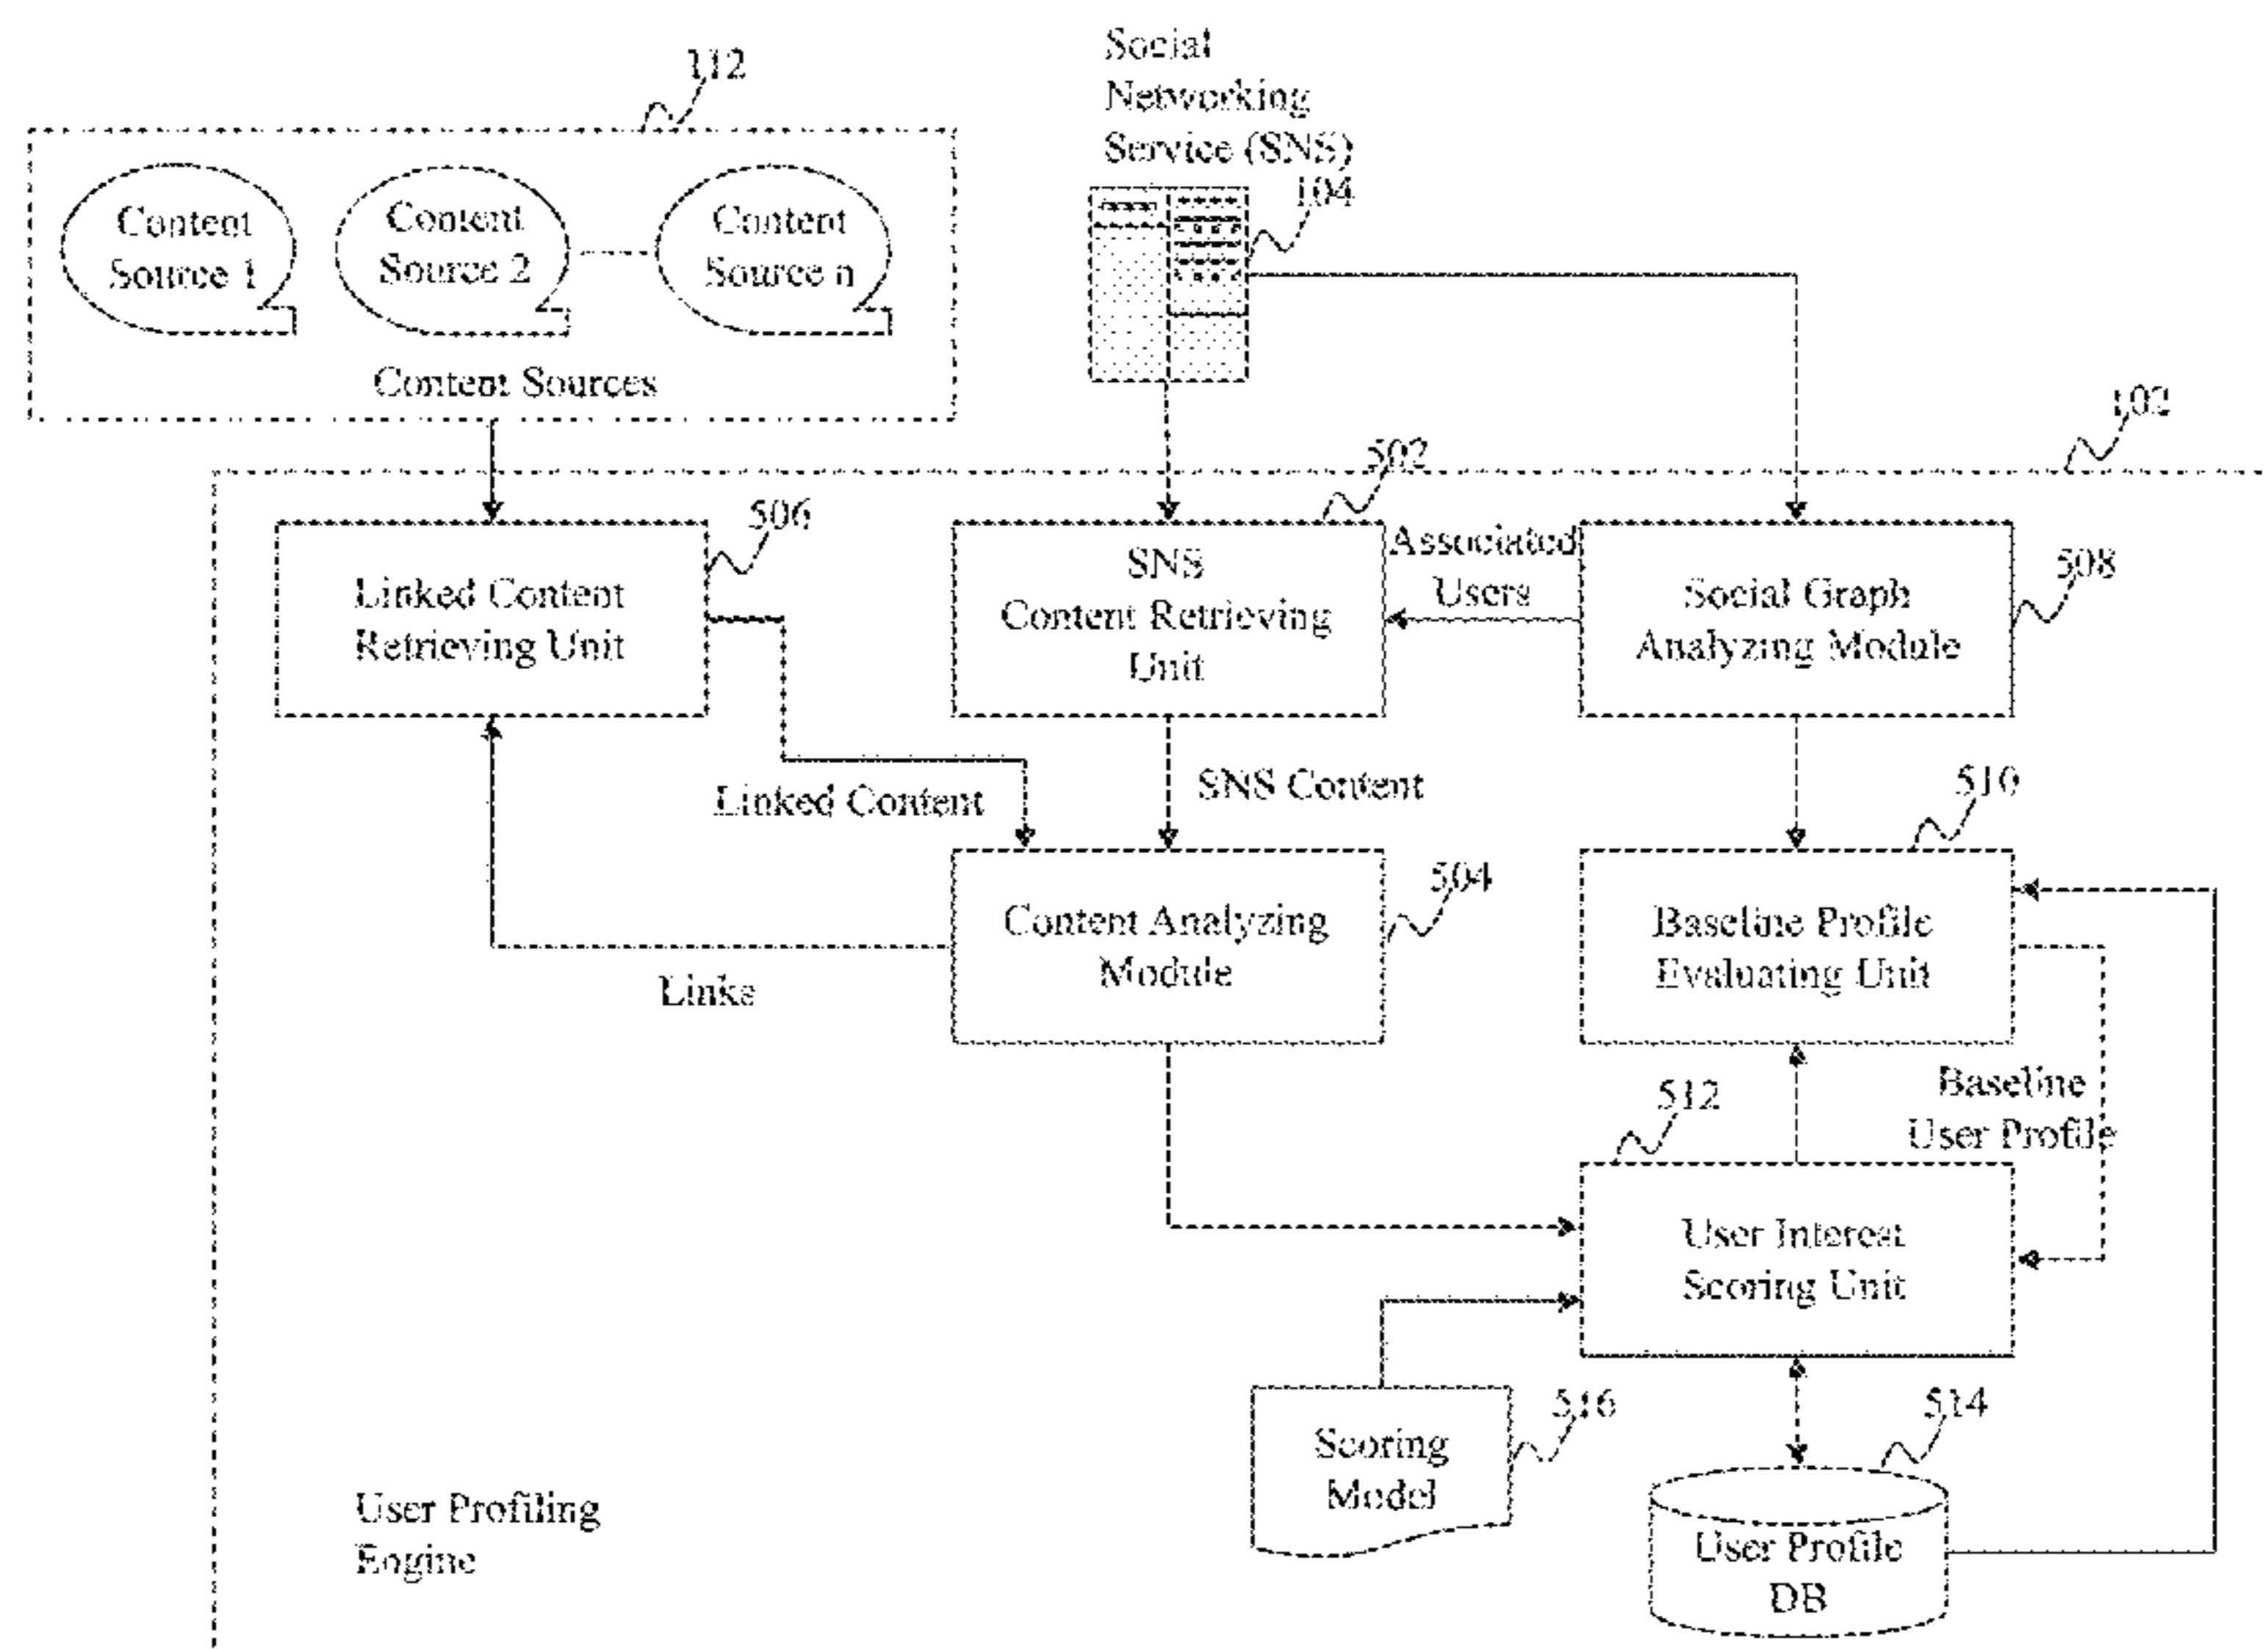 112
Social
Networking
Service (SNS)
104
Content
Source 1
Content
Source 2
Content
Source n
Content Sources
102
502
506
508
Linked Content
Retrieving Unit
SNS
Content Retrieving
Unit
Associated
Users
Social Graph
Analyzing Module
Linked Content
SNS Content
510
504
Content Analyzing
Module
Baseline Profile
Evaluating Unit
Links
Baseline
User Profile
512
User Interest
Scoring Unit
516
514
Scoring
Model
User Profile
DB
User Profiling
Engine